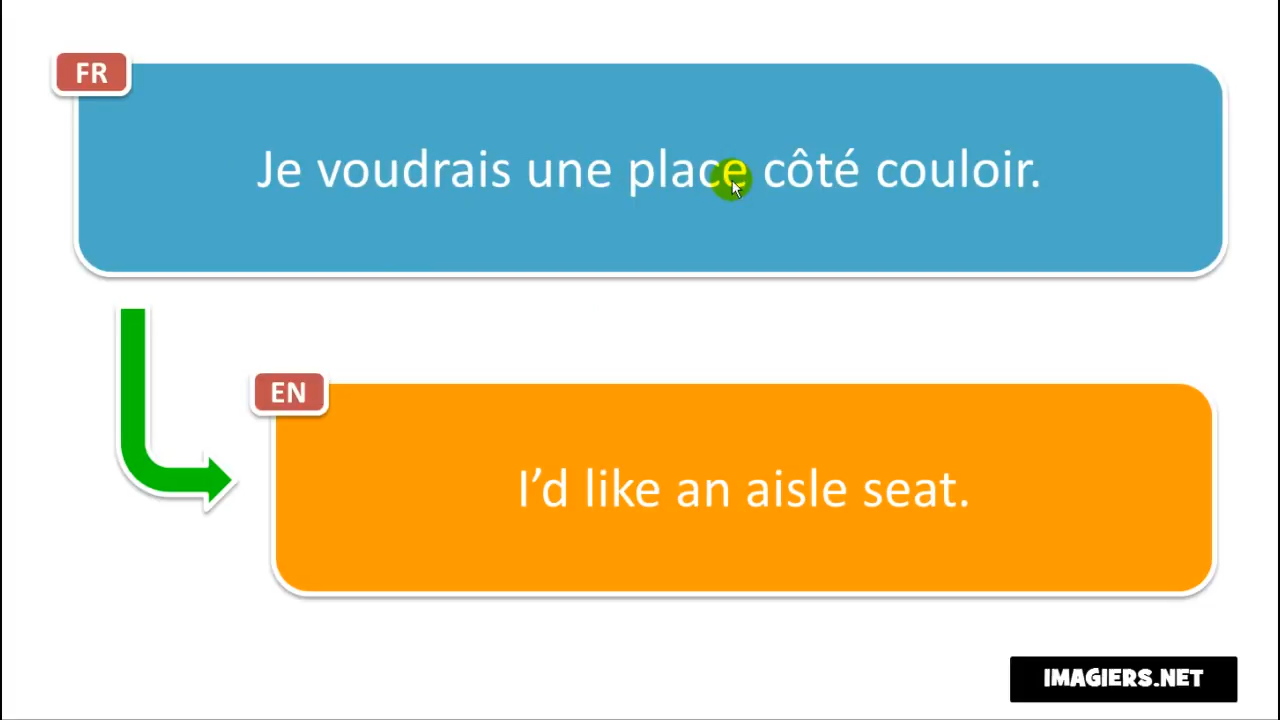 FR
Je voudrais une place côté couloir.
EN
I’d like an aisle seat.
IMAGIERS.NET